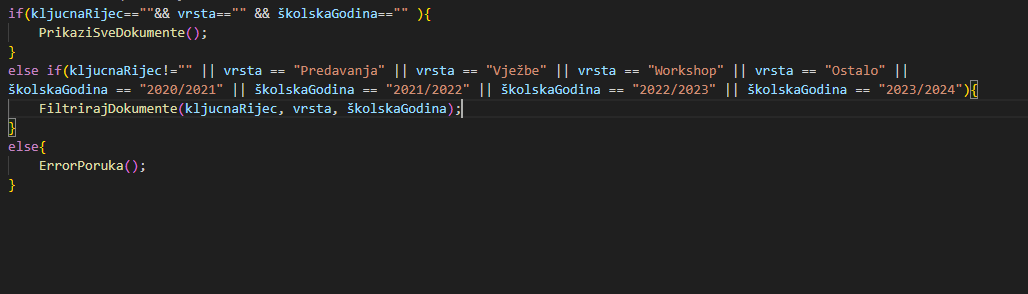 if(kljucnaRijec==""&& vrsta=="" && školskaGodina=="" ){
PrikaziSveDokumente();
}
else if(kljucnaRijec!="" || vrsta == "Predavanja" || vrsta == "Vježbe" || vrsta == "Workshop" || vrsta == "Ostalo" ||
školskaGodina == "2020/2021" || školskaGodina == "2021/2022" || školskaGodina == "2022/2023" || školskaGodina == "2023/2024"){
FiltrirajDokumente(kljucnaRijec, vrsta, školskaGodina);
}
else{
ErrorPoruka();
}